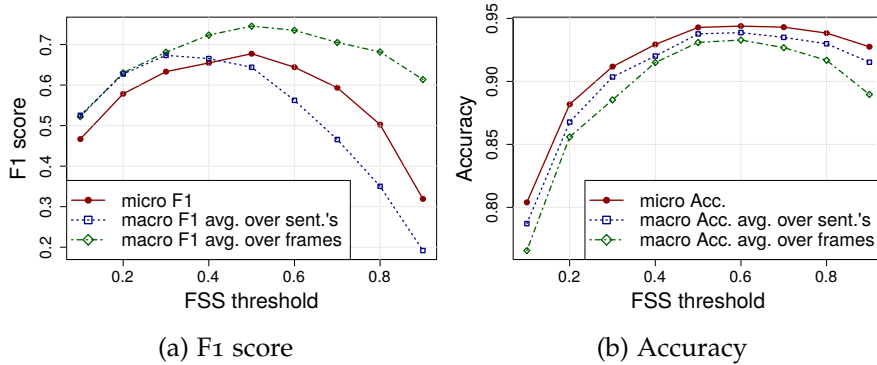 F1 score
0.2 0.3 0.4 0.5 0.6 0.7
micro F1
macro F1 avg. over sent.'s
macro F1 avg. over frames
0.2 0.4 0.6 0.8
FSS threshold
(a) F1 score
Accuracy
0.80 0.85 0.90 0.95
micro Acc.
macro Acc. avg. over sent.'s
macro Acc. avg. over frames
0.2 0.4 0.6 0.8
FSS threshold
(b) Accuracy